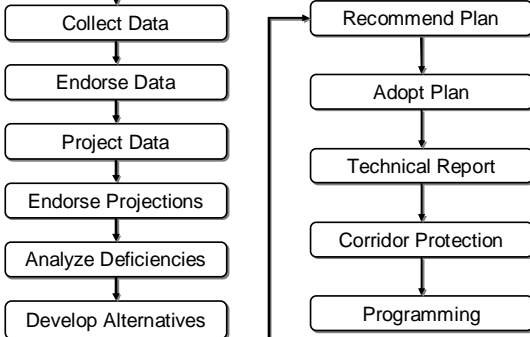 Collect Data
Endorse Data
Project Data
Endorse Projections
Analyze Deficiencies
Develop Alternatives
Recommend Plan
Adopt Plan
Technical Report
Corridor Protection
Programming